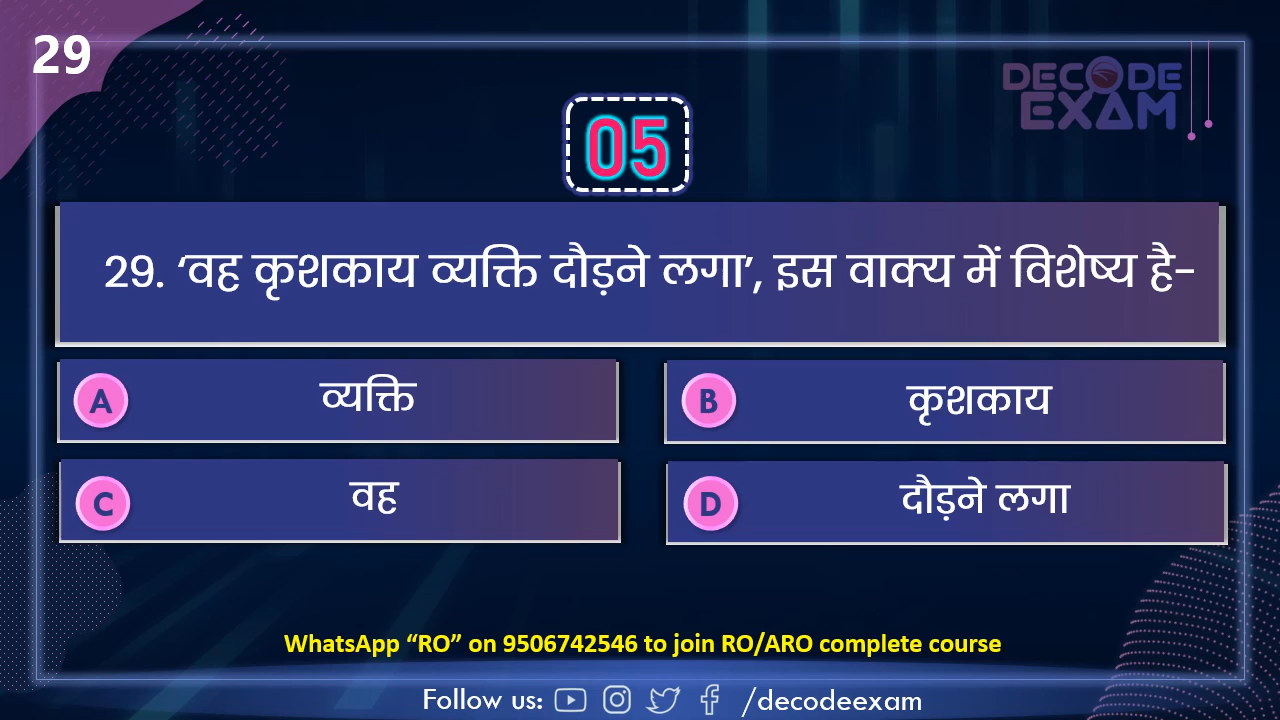 29
DECODE
EXAM
05
29. ‘वह कृशकाय व्यक्ति दौड़ने लगा’, इस वाक्य में विशेष्य है-
A व्यक्ति
B कृशकाय
C वह
D दौड़ने लगा
WhatsApp “RO” on 9506742546 to join RO/ARO complete course
Follow us: /decodeexam